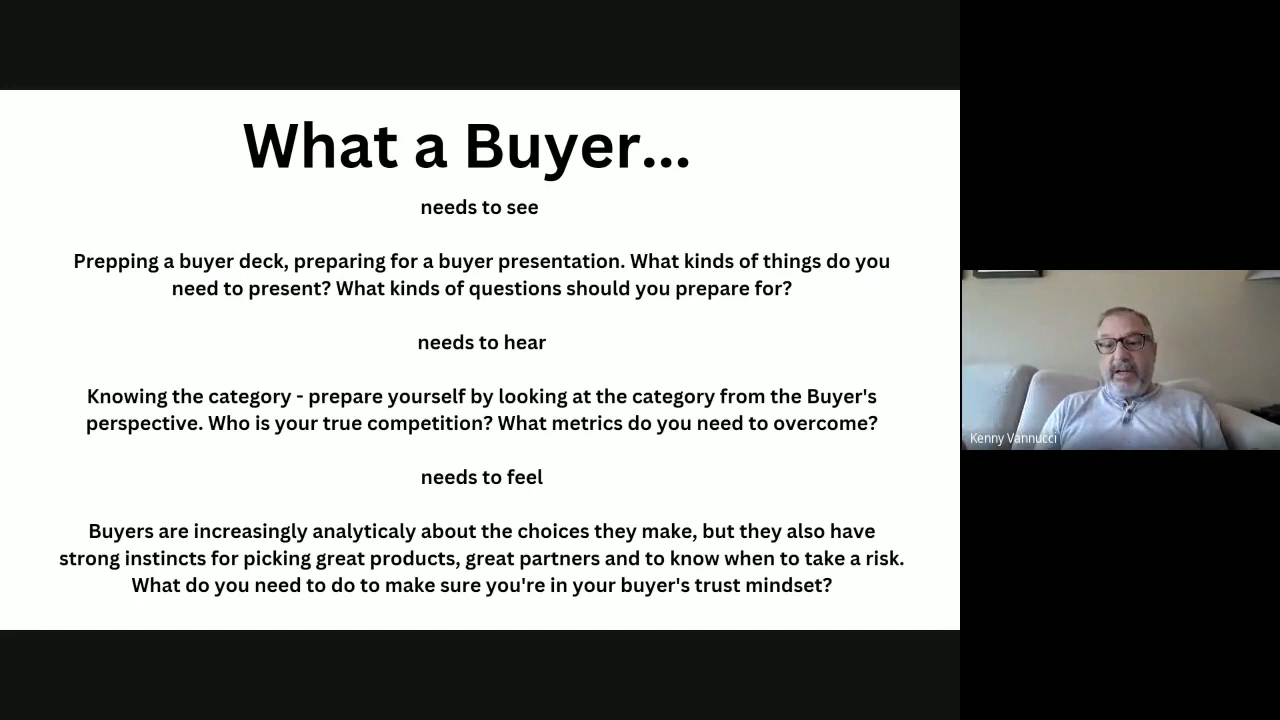 What a Buyer...
needs to see
Prepping a buyer deck, preparing for a buyer presentation. What kinds of things do you
need to present? What kinds of questions should you prepare for?
needs to hear
Knowing the category - prepare yourself by looking at the category from the Buyer's
perspective. Who is your true competition? What metrics do you need to overcome?
needs to feel
Buyers are increasingly analyticaly about the choices they make, but they also have
strong instincts for picking great products, great partners and to know when to take a risk.
What do you need to do to make sure you're in your buyer's trust mindset?
Kenny Vannucci